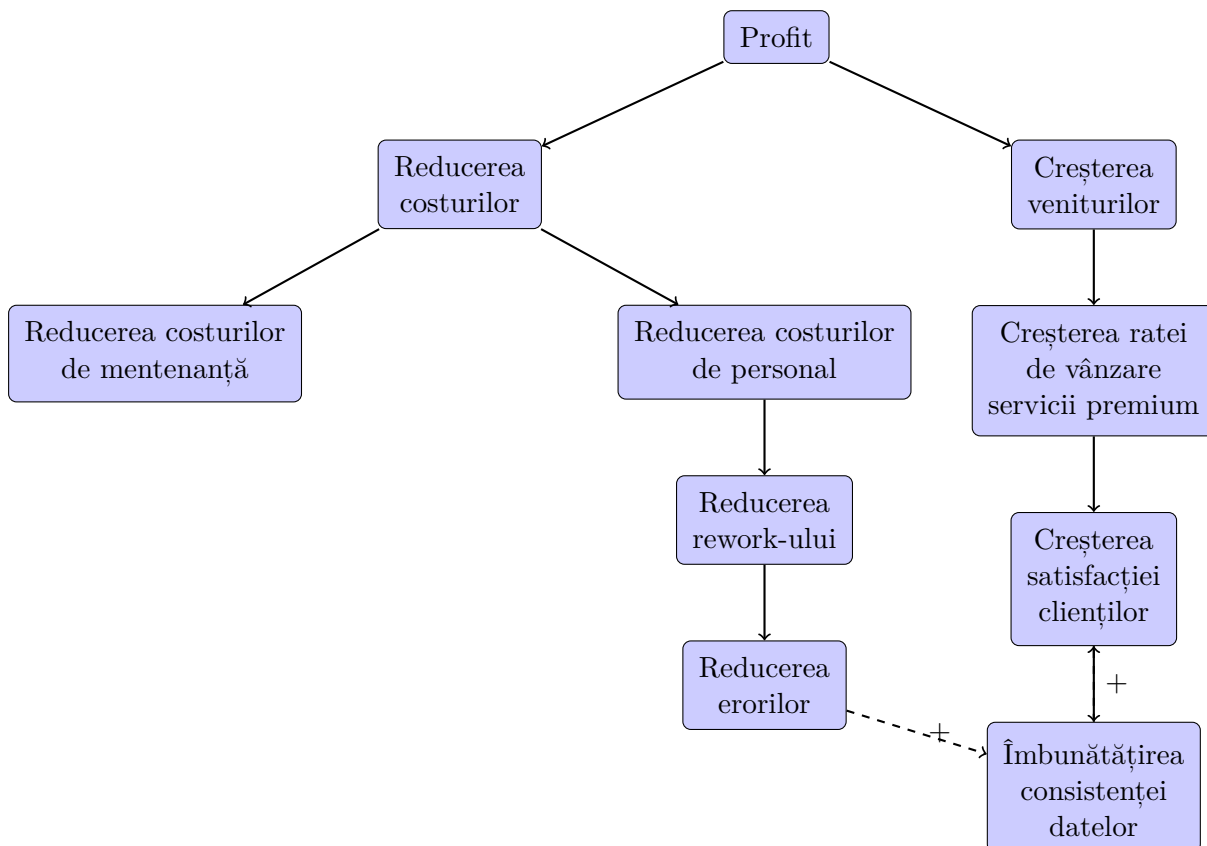 Profit
Reducerea
costurilor
Creșterea
veniturilor
Reducerea costurilor
de mentenanță
Reducerea costurilor
de personal
Creșterea ratei
de vânzare
servicii premium
Reducerea
rework-ului
Creșterea
satisfacției
clienților
Reducerea
erorilor
+
+
Îmbunătățirea
consistenței
datelor